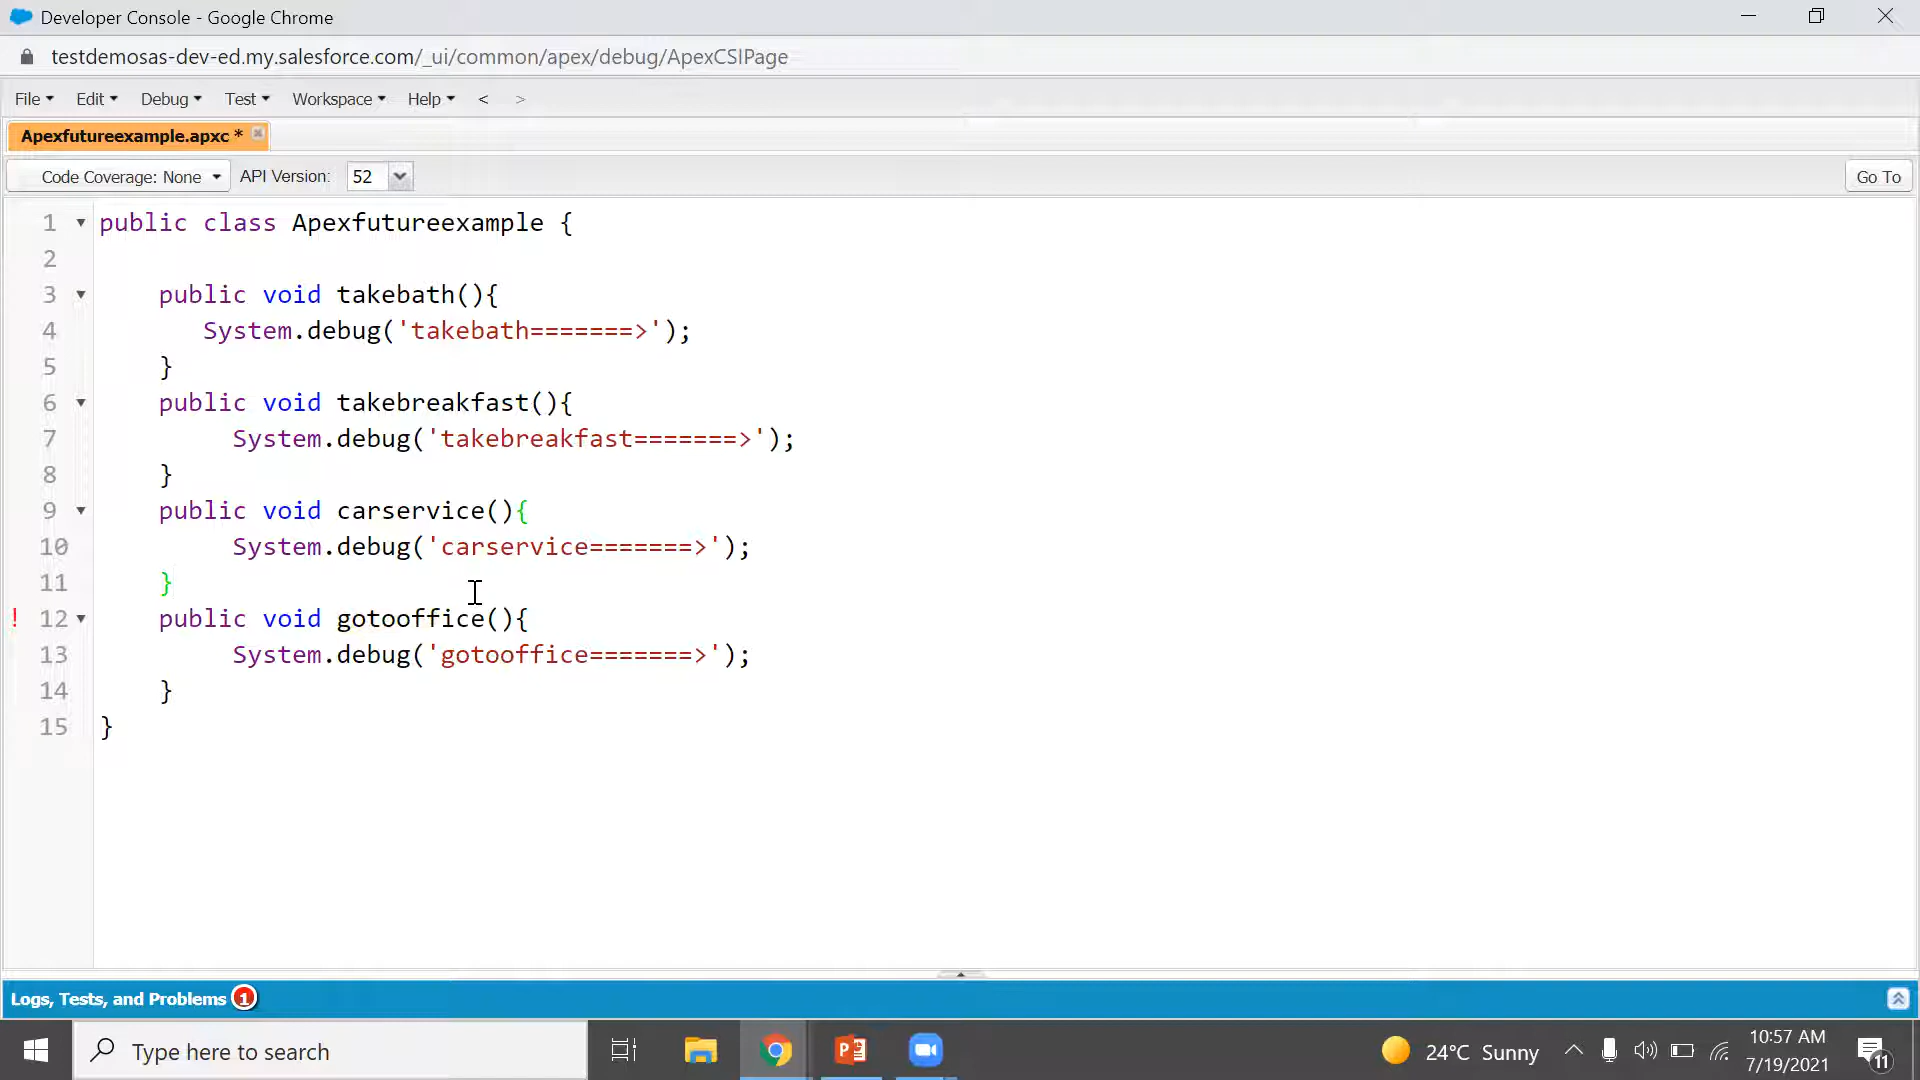 Developer Console - Google Chrome
testdemosas-dev-ed.my.salesforce.com/_ui/common/apex/debug/ApexCSIPage
File Edit Debug Test Workspace Help < >
Apexfutureexample.apxc *
Code Coverage: None API Version: 52 Go To
1 public class Apexfutureexample {
2
3 public void takebath(){
4 System.debug('takebath=======>');
5 }
6 public void takebreakfast(){
7 System.debug('takebreakfast=======>');
8 }
9 public void carservice(){
10 System.debug('carservice=======>');
11 }
! 12 public void gotooffice(){
13 System.debug('gotooffice=======>');
14 }
15 }
Logs, Tests, and Problems 1
Type here to search
24°C Sunny
10:57 AM
7/19/2021
11